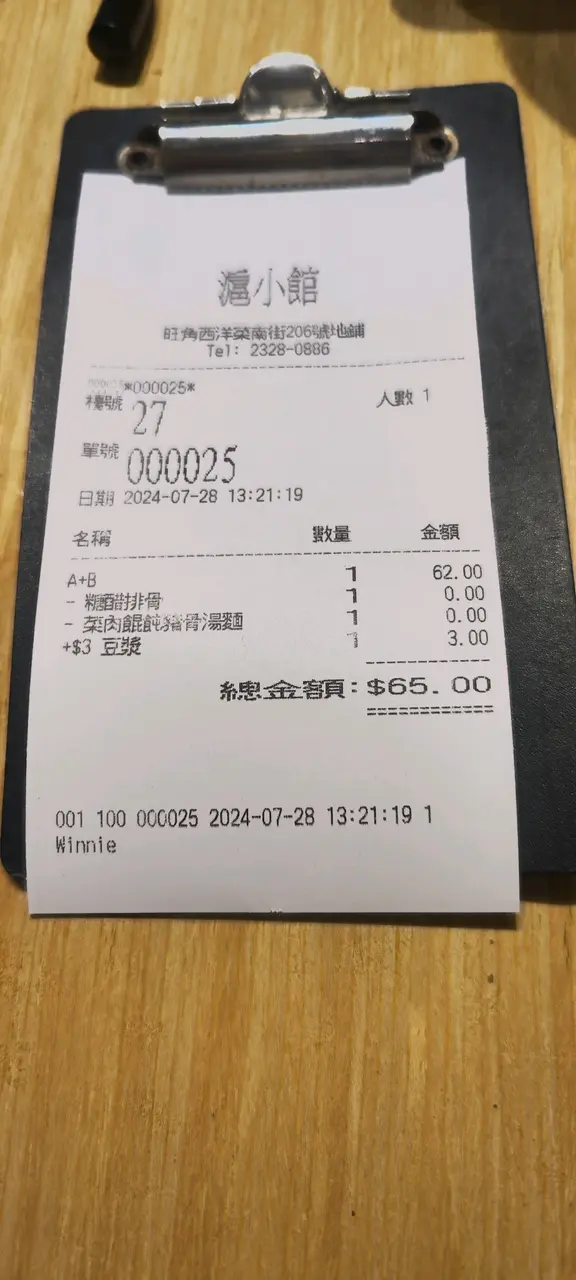 滬小館
旺角西洋菜南街206號地鋪
Tel: 2328-0886
*000025*
檯號 27
人數 1
單號 000025
日期 2024-07-28 13:21:19
名稱 數量 金額
A+B 1 62.00
- 糖醋排骨 1 0.00
- 菜肉餛飩豬骨湯麵 1 0.00
+$3 豆漿 1 3.00
總金額: $65.00
001 100 000025 2024-07-28 13:21:19 1
Winnie